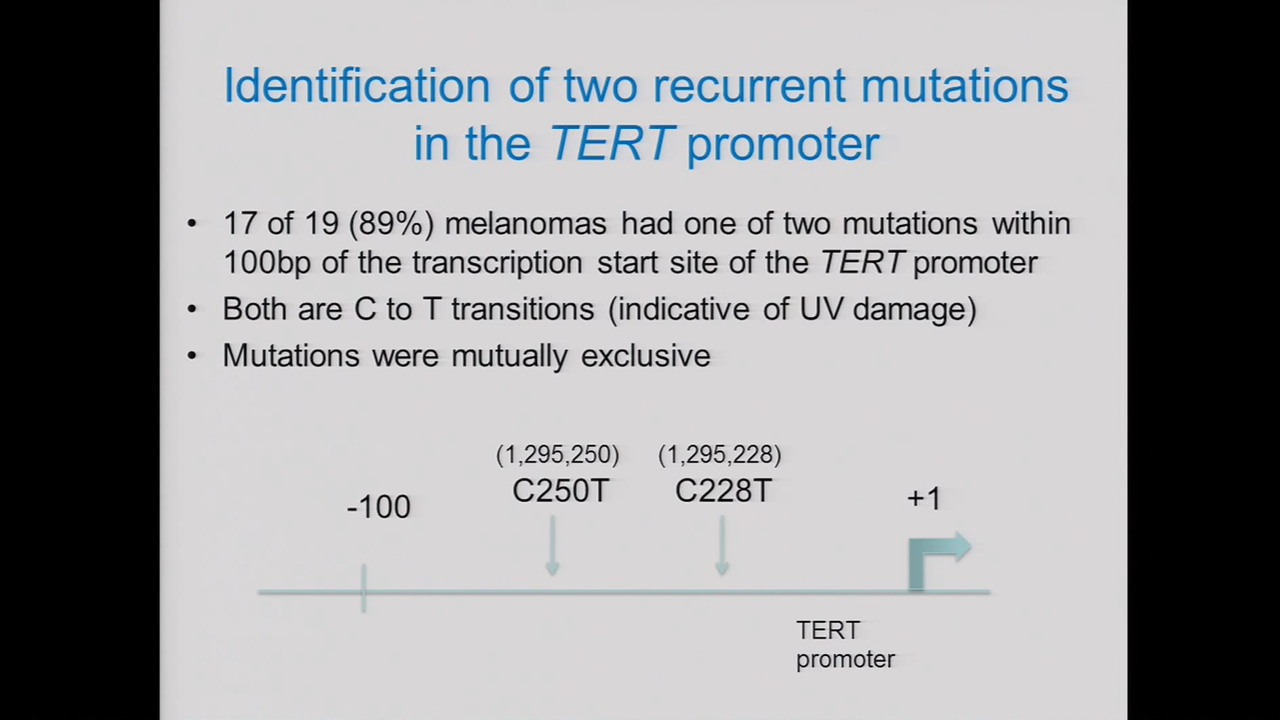 Identification of two recurrent mutations
in the TERT promoter
• 17 of 19 (89%) melanomas had one of two mutations within
100bp of the transcription start site of the TERT promoter
• Both are C to T transitions (indicative of UV damage)
• Mutations were mutually exclusive
(1,295,250) (1,295,228)
-100 C250T C228T +1
TERT
promoter